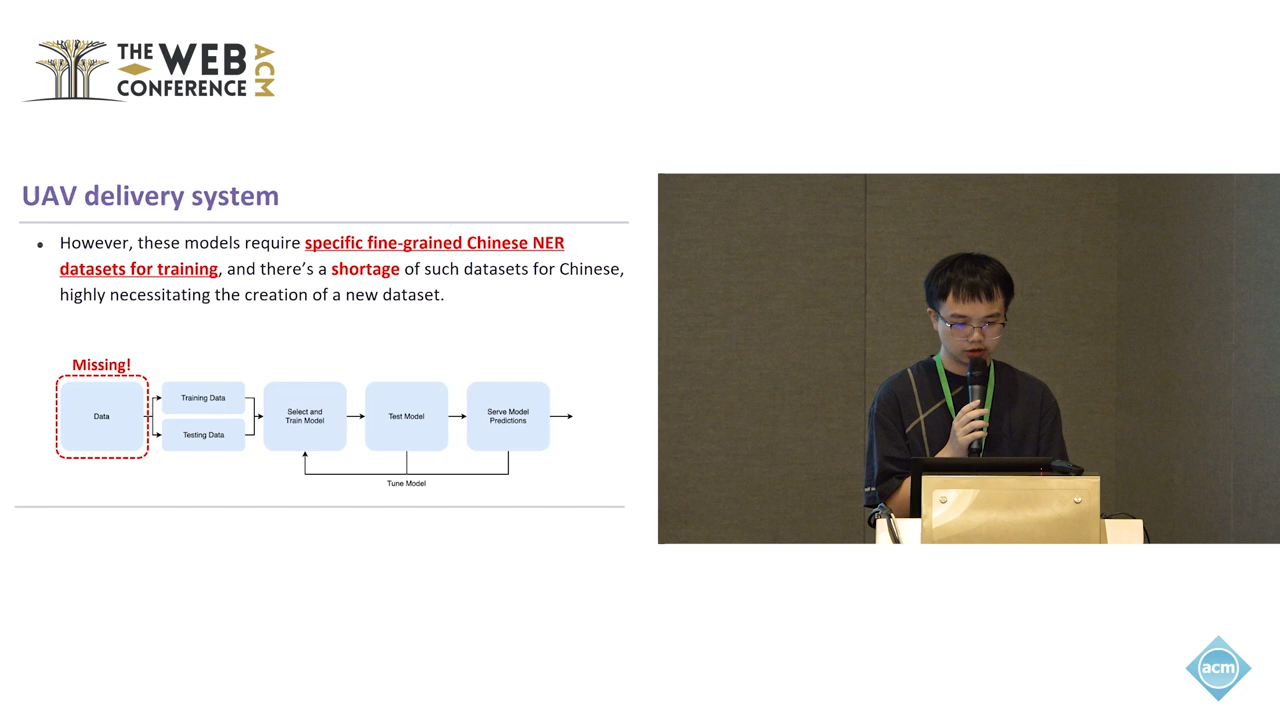 THE WEB
CONFERENCE
ACM
UAV delivery system
• However, these models require specific fine-grained Chinese NER
datasets for training, and there's a shortage of such datasets for Chinese,
highly necessitating the creation of a new dataset.
Missing!
Data
Training Data
Testing Data
Select and
Train Model
Test Model
Serve Model
Predictions
Tune Model
acm